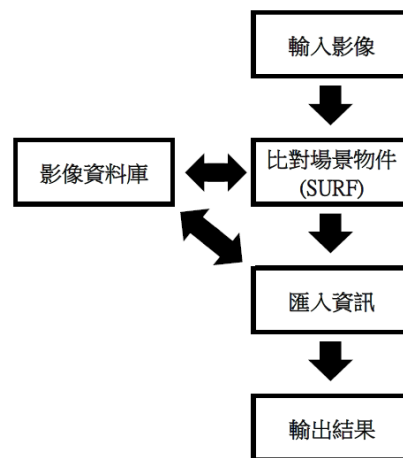 輸入影像
影像資料庫
比對場景物件
(SURF)
匯入資訊
輸出結果